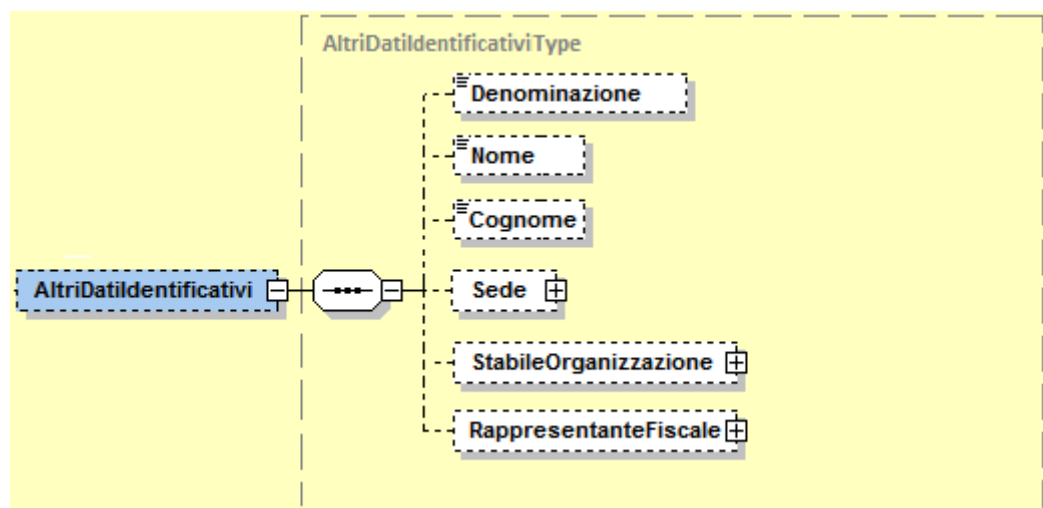 AltriDatiIdentificativiType
Denominazione
Nome
Cognome
AltriDatiIdentificativi
Sede
StabileOrganizzazione
RappresentanteFiscale